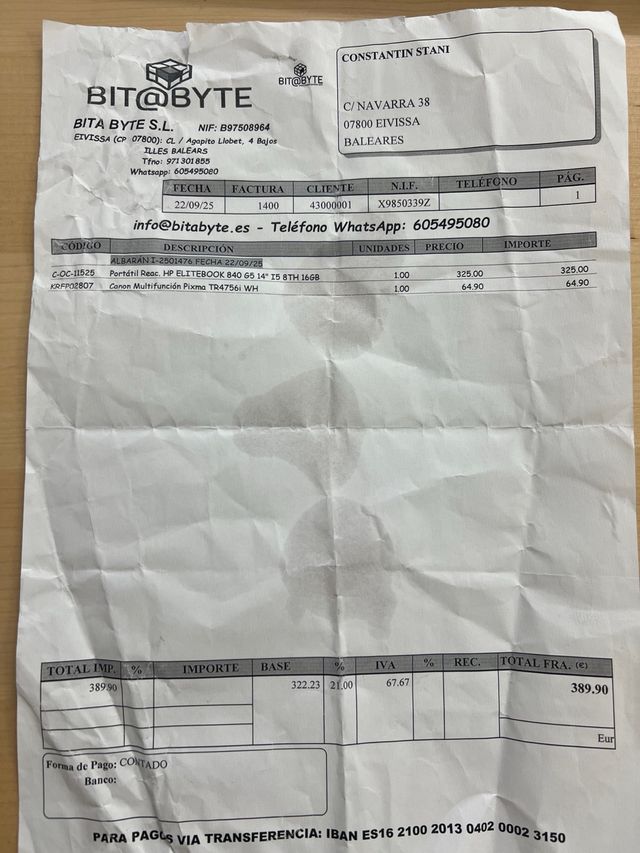 BIT@BYTE
BIT@BYTE
BITA BYTE S.L. NIF: B97508964
EIVISSA (CP 07800): CL / Agapito Llobet, 4 Bajos
ILLES BALEARS
Tfno: 971301855
Whatsapp: 605495080
CONSTANTIN STANI
C/ NAVARRA 38
07800 EIVISSA
BALEARES
FECHA FACTURA CLIENTE N.I.F. TELÉFONO PÁG.
22/09/25 1400 43000001 X9850339Z 1
info@bitabyte.es - Teléfono WhatsApp: 605495080
CÓDIGO DESCRIPCIÓN UNIDADES PRECIO IMPORTE
ALBARÁN I-2501476 FECHA 22/09/25
C-OC-11525 Portátil Reac. HP ELITEBOOK 840 G5 14" I5 8TH 16GB 1.00 325.00 325.00
KRFP02807 Canon Multifunción Pixma TR4756i WH 1.00 64.90 64.90
TOTAL IMP. % IMPORTE BASE % IVA % REC. TOTAL FRA. (€)
389.90 322.23 21.00 67.67 389.90
Eur
Forma de Pago: CONTADO
Banco:
PARA PAGOS VIA TRANSFERENCIA: IBAN ES16 2100 2013 0402 0002 3150